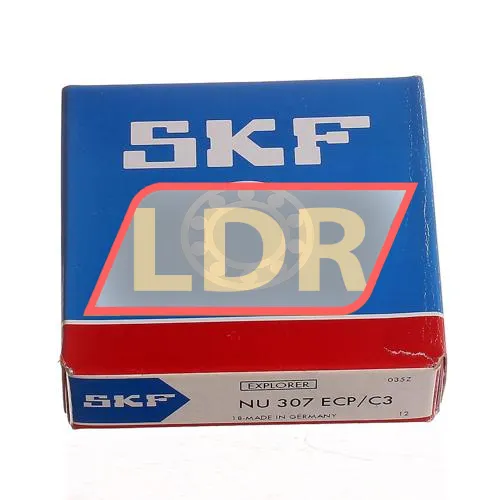 SKF
LDR
EXPLORER
035Z
SKF
NU 307 ECP/C3
18-MADE IN GERMANY
12